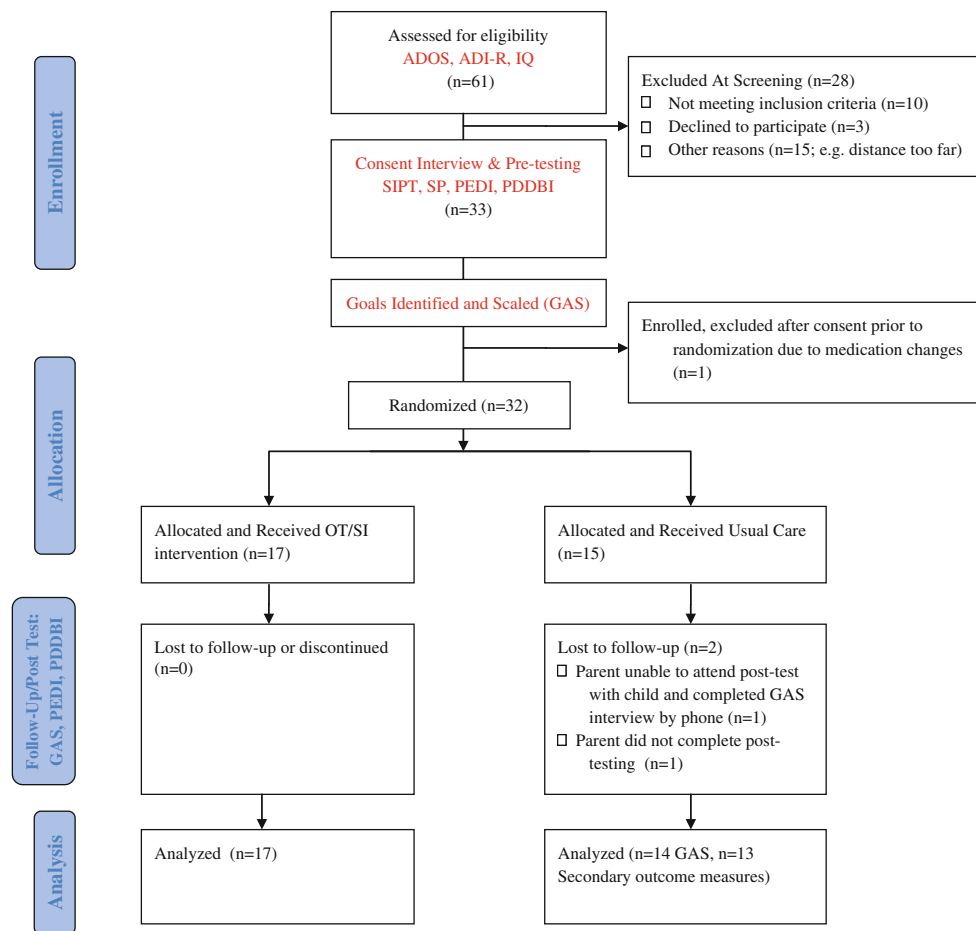 Enrollment
Assessed for eligibility
ADOS, ADI-R, IQ
(n=61)
Excluded At Screening (n=28)
Not meeting inclusion criteria (n=10)
Declined to participate (n=3)
Other reasons (n=15; e.g. distance too far)
Consent Interview & Pre-testing
SIPT, SP, PEDI, PDDBI
(n=33)
Goals Identified and Scaled (GAS)
Enrolled, excluded after consent prior to
randomization due to medication changes
(n=1)
Allocation
Randomized (n=32)
Allocated and Received OT/SI
intervention (n=17)
Allocated and Received Usual Care
(n=15)
Follow-Up/Post Test:
GAS, PEDI, PDDBI
Lost to follow-up or discontinued
(n=0)
Lost to follow-up (n=2)
Parent unable to attend post-test
with child and completed GAS
interview by phone (n=1)
Parent did not complete post-
testing (n=1)
Analysis
Analyzed (n=17)
Analyzed (n=14 GAS, n=13
Secondary outcome measures)